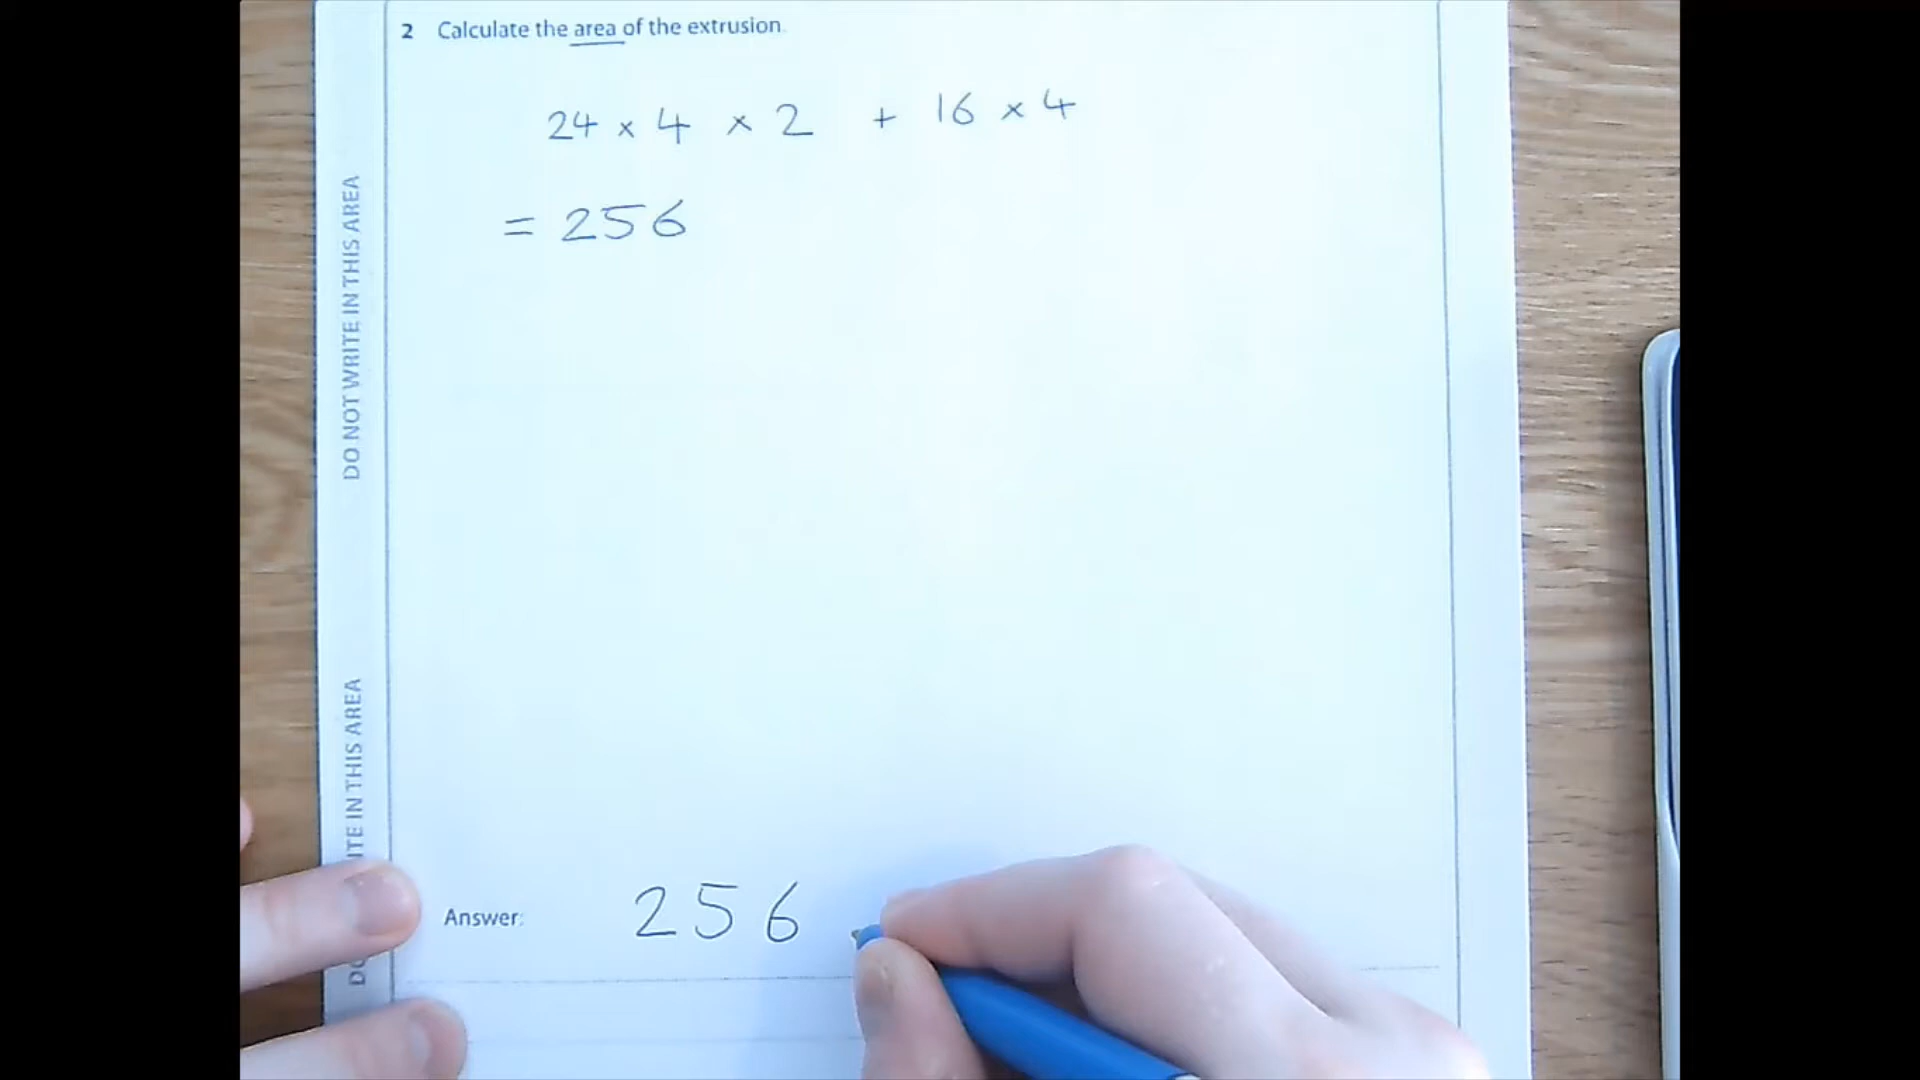 2 Calculate the area of the extrusion.
24 × 4 × 2 + 16 × 4
= 256
DO NOT WRITE IN THIS AREA
ITE IN THIS AREA
Answer: 256